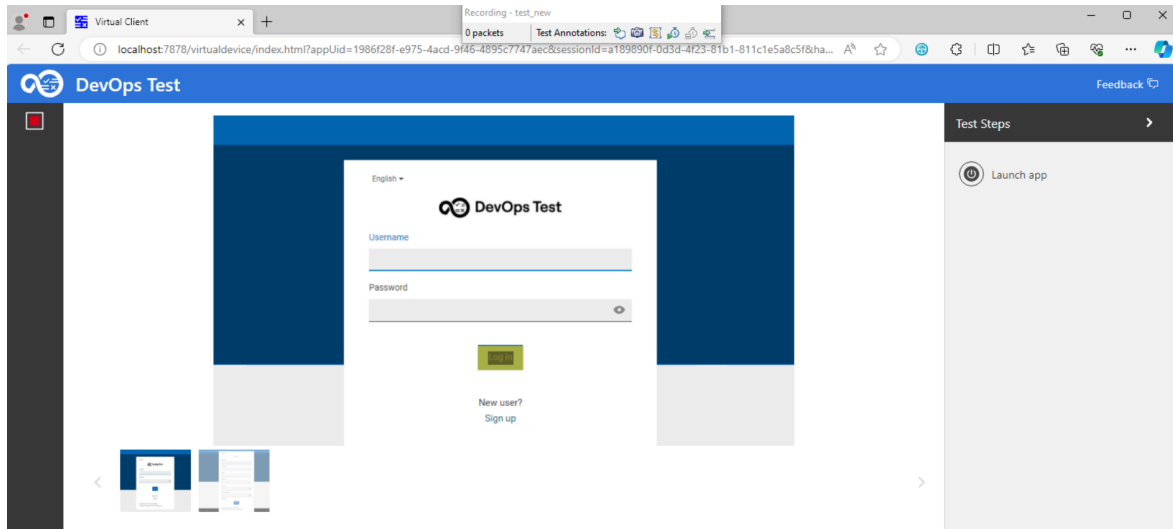 Recording - test_new
Virtual Client
0 packets
Test Annotations:
localhost:7878/virtualdevice/index.html?appUid=1986f28f-e975-4acd-9f46-4895c7747aec&sessionId=a189890f-0d3d-4f23-81b1-811c1e5a8c5f&ha...
DevOps Test
Feedback
Test Steps
Launch app
English
DevOps Test
Username
Password
Log in
New user?
Sign up